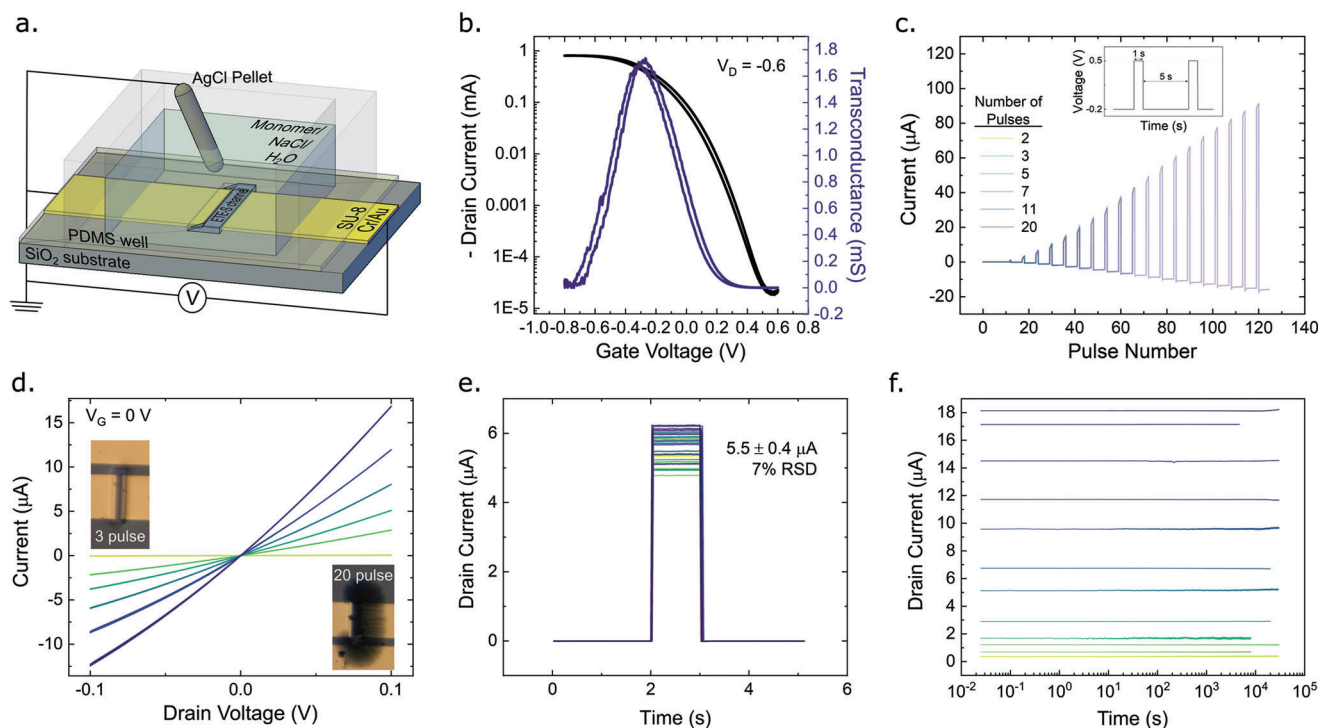 a.
AgCl Pellet
Monomer/
NaCl/
H₂O
ETE-S channel
SU-8
Cr/Au
PDMS well
SiO₂ substrate
V
b.
V_D = -0.6
1
0.1
0.01
0.001
1E-4
1E-5
- Drain Current (mA)
1.8
1.6
1.4
1.2
1.0
0.8
0.6
0.4
0.2
0.0
-0.2
Transconductance (mS)
-1.0 -0.8 -0.6 -0.4 -0.2 0.0 0.2 0.4 0.6 0.8
Gate Voltage (V)
c.
120
100
80
60
40
20
0
-20
Current (µA)
Number of
Pulses
2
3
5
7
11
20
1 s
5 s
0.5
-0.2
Voltage (V)
Time (s)
0 20 40 60 80 100 120 140
Pulse Number
d.
V_G = 0 V
15
10
5
0
-5
-10
Current (µA)
3 pulse
20 pulse
-0.1 0.0 0.1
Drain Voltage (V)
e.
5.5 ± 0.4 µA
7% RSD
6
4
2
0
Drain Current (µA)
0 2 4 6
Time (s)
f.
18
16
14
12
10
8
6
4
2
0
Drain Current (µA)
10⁻² 10⁻¹ 10⁰ 10¹ 10² 10³ 10⁴ 10⁵
Time (s)